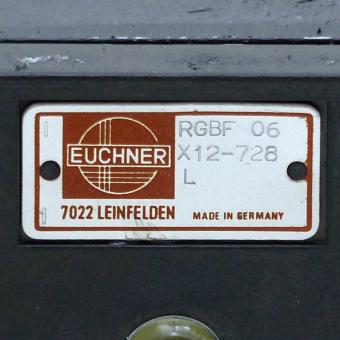 EUCHNER
RGBF 06
X12-728
L
7022 LEINFELDEN
MADE IN GERMANY